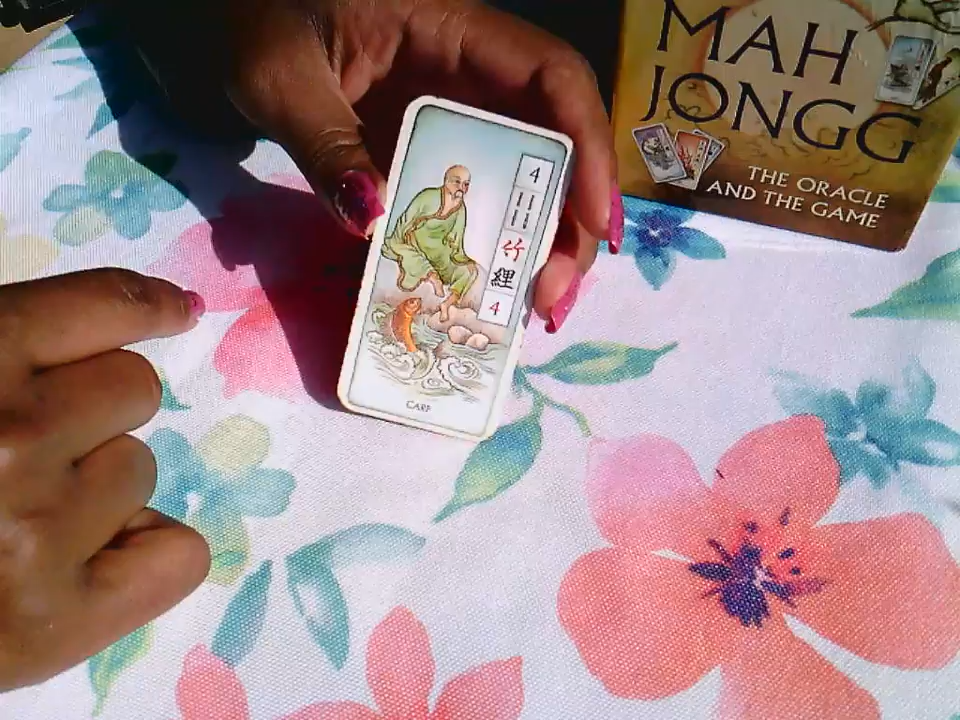 MAH
JONGG
THE ORACLE
AND THE GAME
4
竹
鯉
4
CARP